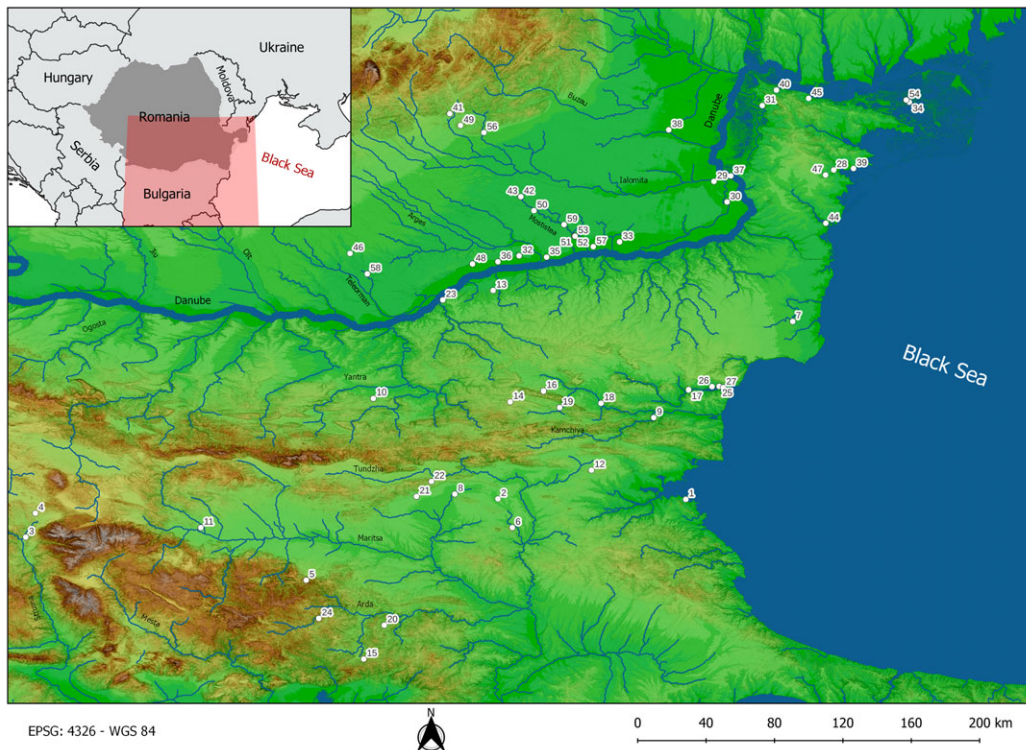 Ukraine
Hungary
Moldova
Romania
Serbia
Black Sea
Bulgaria
40
45
54
34
31
Buzau
Danube
41
49
56
38
47
28
39
Ialomita
29
37
30
43
42
50
44
Arges
Mostistea
59
53
51
52
57
33
46
58
48
36
32
35
Jiu
Olt
Teleorman
13
23
Danube
7
Ogosta
Black Sea
Yantra
10
14
16
19
18
17
26
27
25
9
Kamchiya
12
Tundzha
22
21
8
2
1
6
4
3
11
Maritsa
5
Struma
Mesta
24
Arda
20
15
EPSG: 4326 - WGS 84
N
0 40 80 120 160 200 km